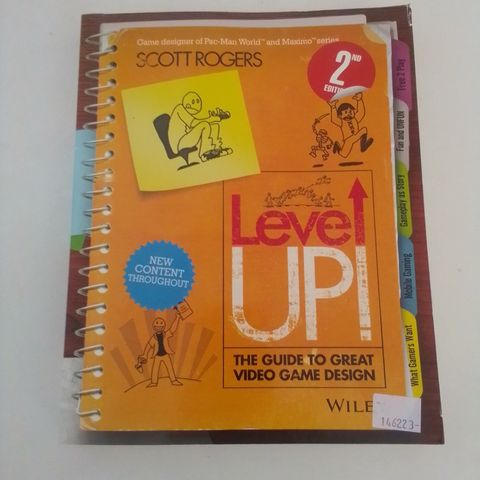 Game designer of Pac-Man World™ and Maximo™ series
SCOTT ROGERS
2ND
EDITION
Free 2 Play
Fun and UNFUN
Gameplay as Story
Mobile Gaming
What Gamers Want
Level
UP!
NEW
CONTENT
THROUGHOUT
THE GUIDE TO GREAT
VIDEO GAME DESIGN
WILE
146223-